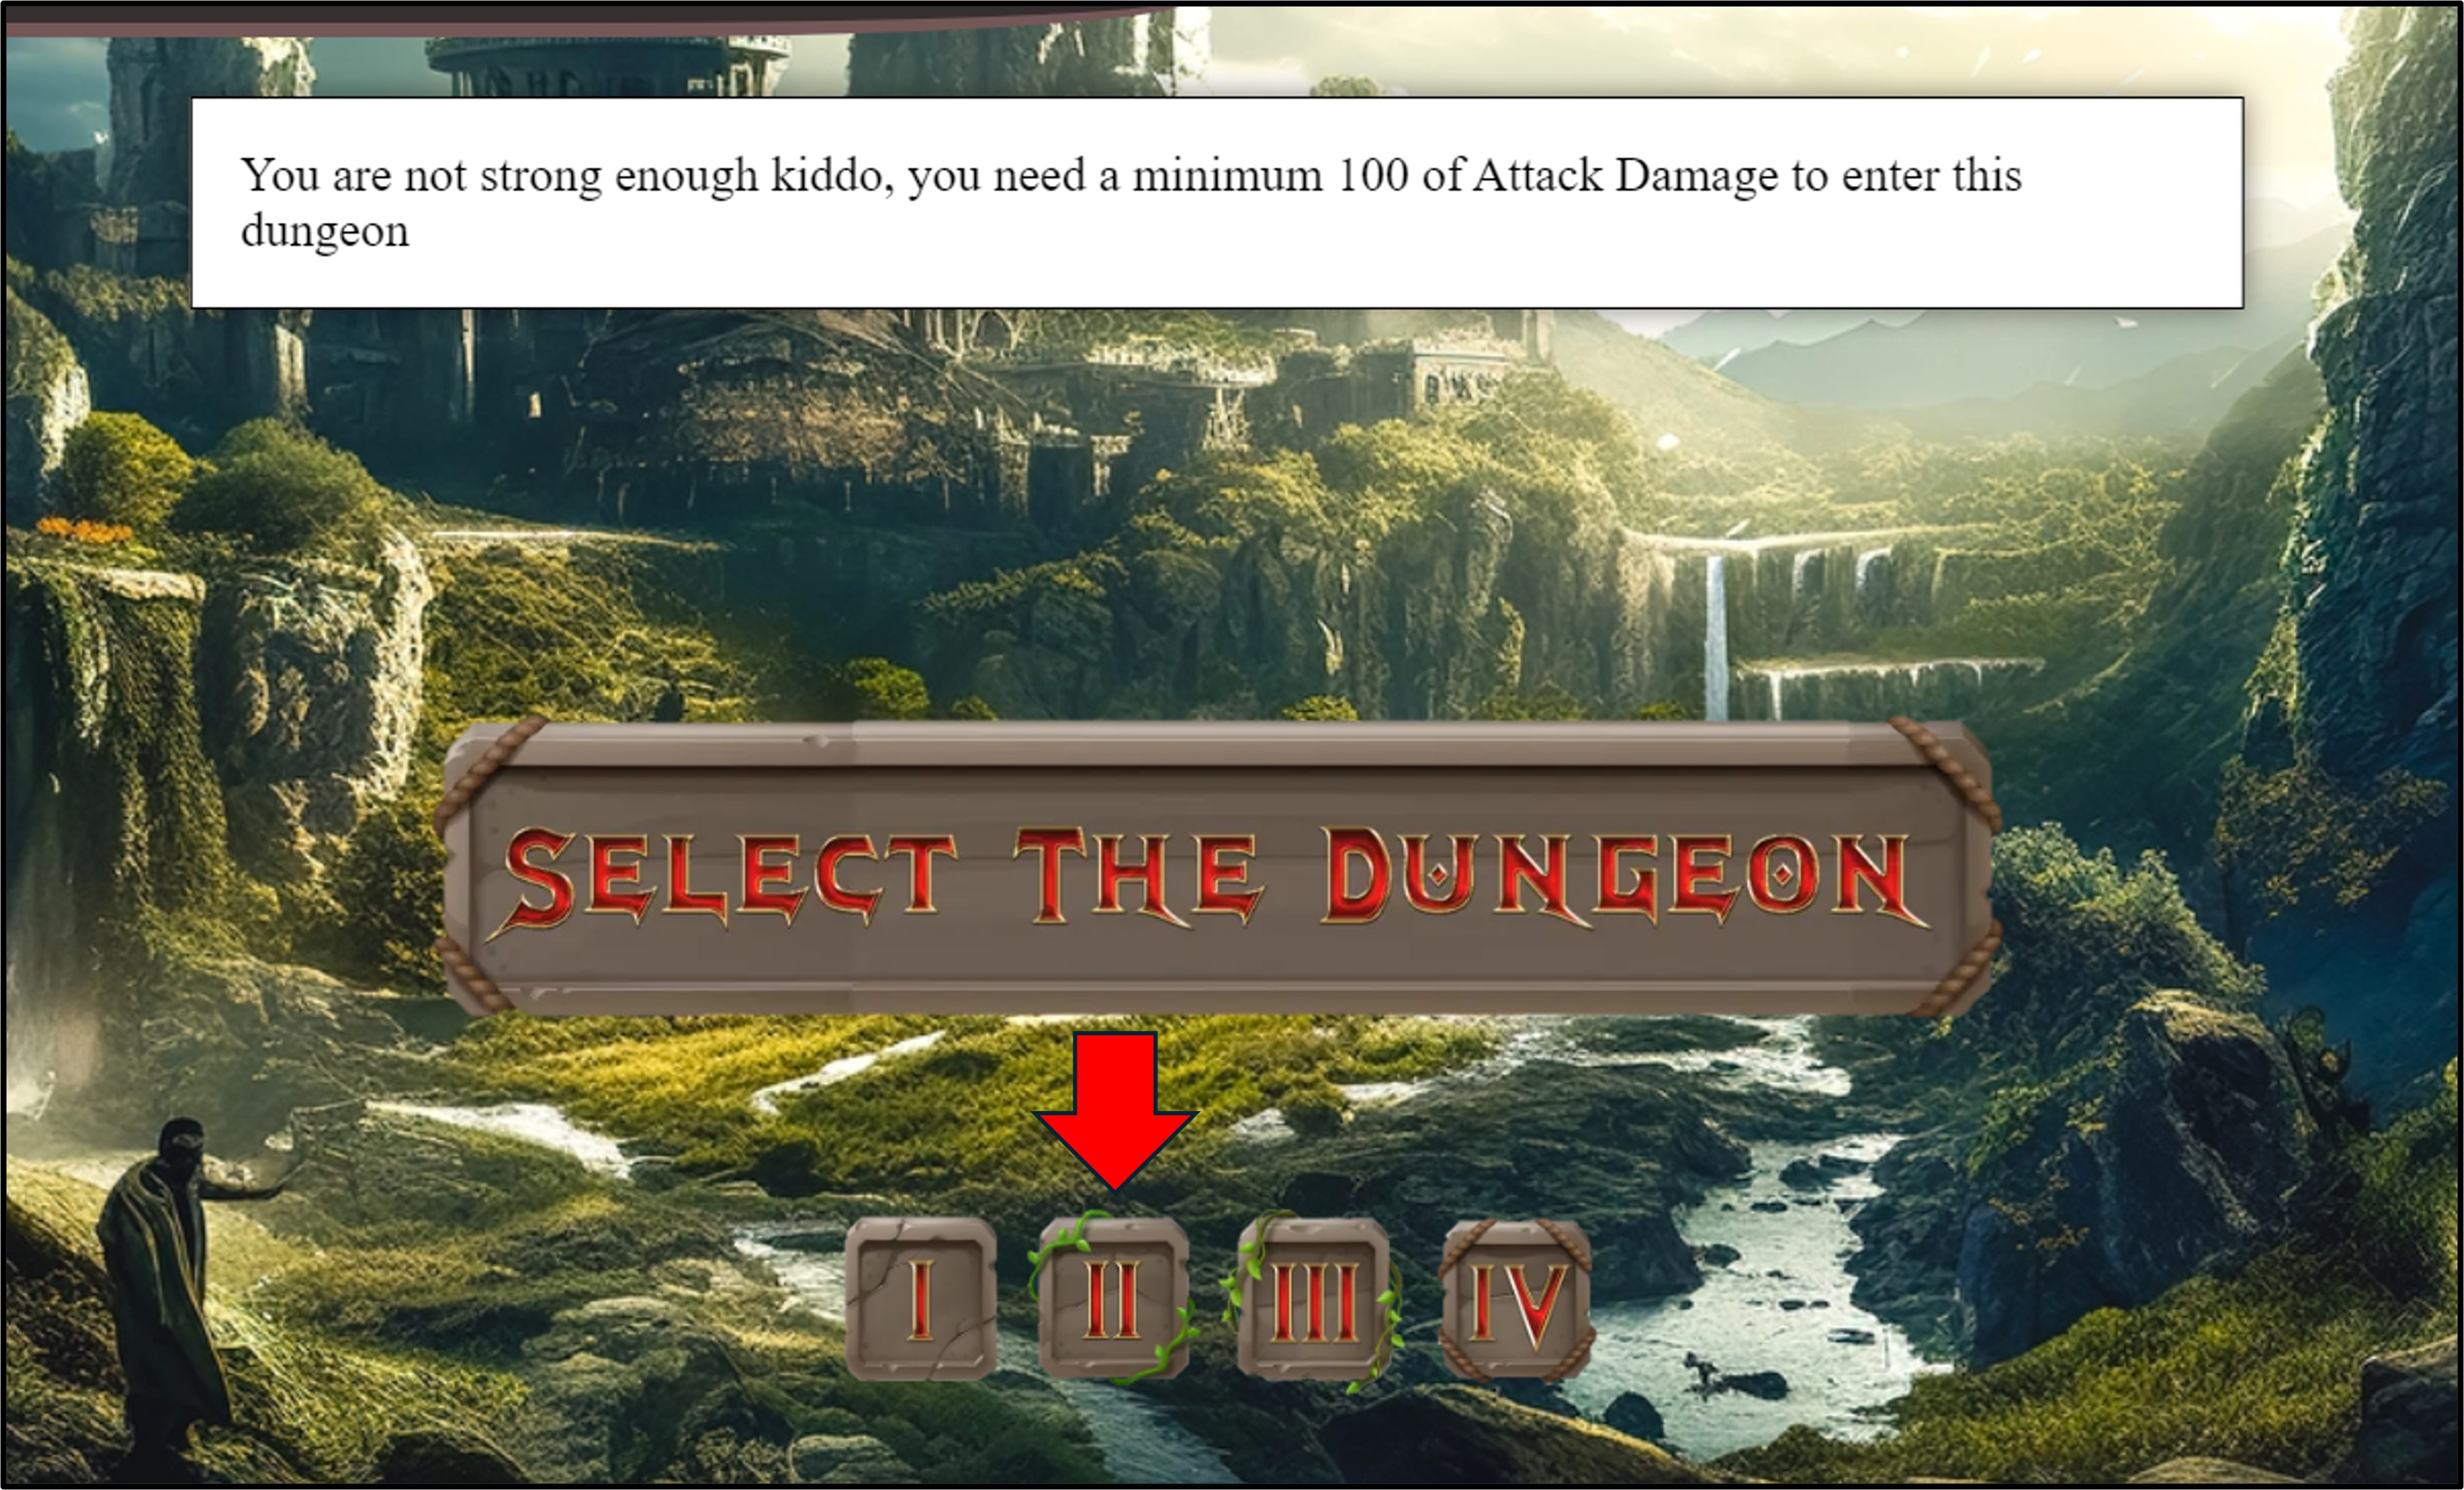 You are not strong enough kiddo, you need a minimum 100 of Attack Damage to enter this
dungeon
SELECT THE DUNGEON
I II III IV